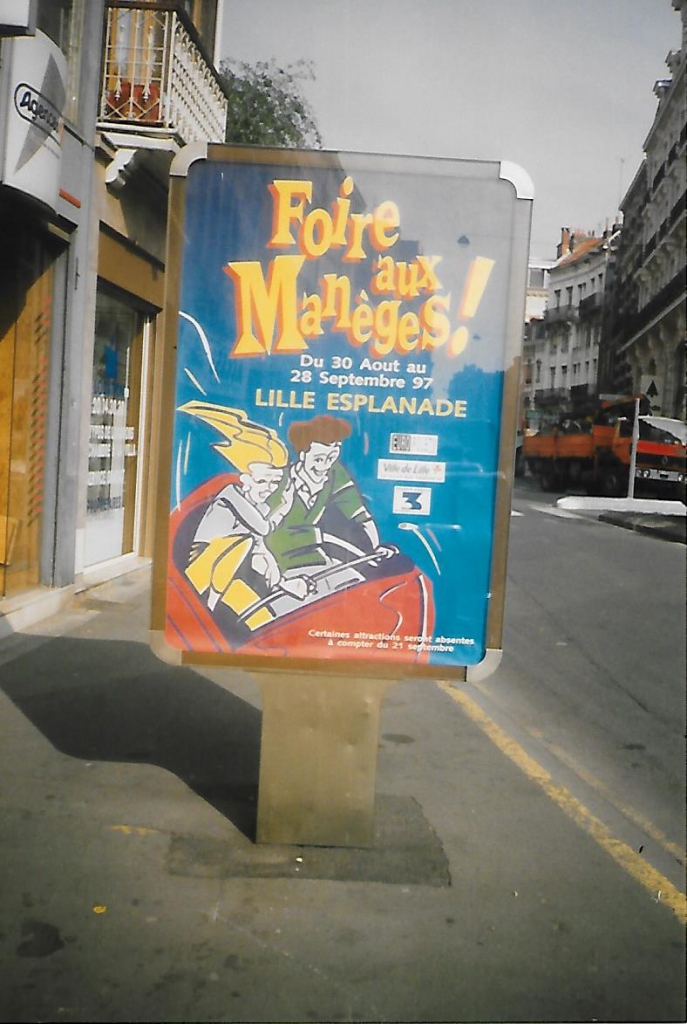 Agence
Foire
aux
Manèges!
Du 30 Aout au
28 Septembre 97
LILLE ESPLANADE
Ville de Lille
3
Certaines attractions seront absentes
à compter du 21 septembre